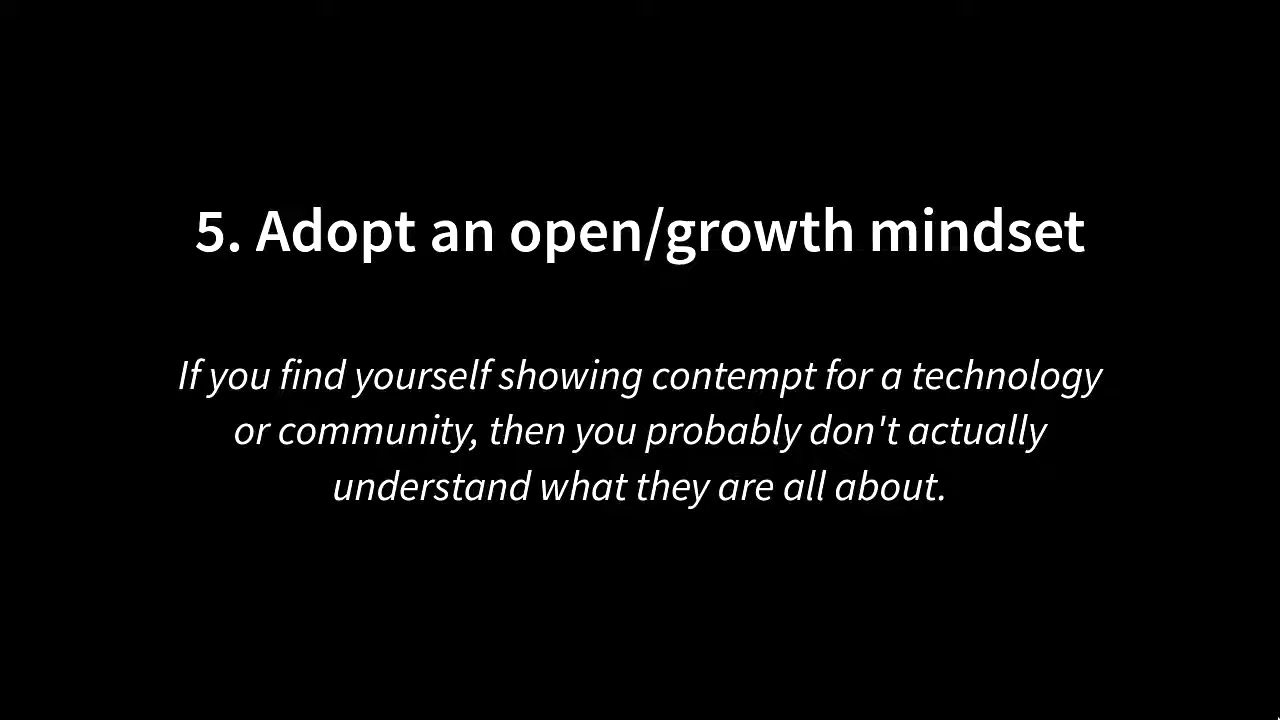 5. Adopt an open/growth mindset
If you find yourself showing contempt for a technology
or community, then you probably don't actually
understand what they are all about.